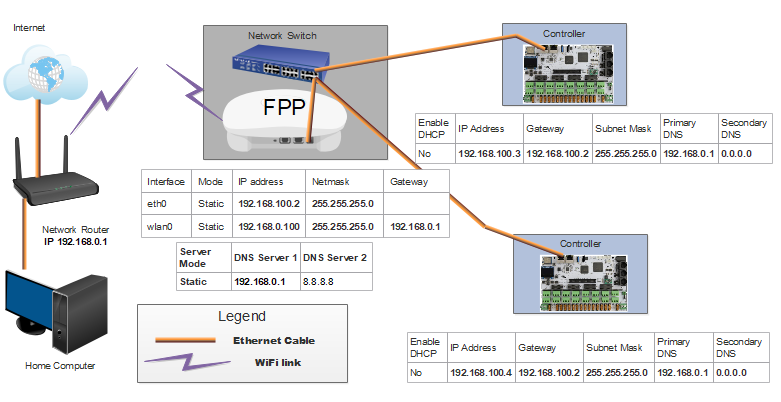 Internet
Network Switch
Controller
FPP
Enable DHCP IP Address Gateway Subnet Mask Primary DNS Secondary DNS
No 192.168.100.3 192.168.100.2 255.255.255.0 192.168.0.1 0.0.0.0
Interface Mode IP address Netmask Gateway
eth0 Static 192.168.100.2 255.255.255.0
wlan0 Static 192.168.0.100 255.255.255.0 192.168.0.1
Network Router
IP 192.168.0.1
Server Mode DNS Server 1 DNS Server 2
Static 192.168.0.1 8.8.8.8
Controller
Legend
Ethernet Cable
WiFi link
Home Computer
Enable DHCP IP Address Gateway Subnet Mask Primary DNS Secondary DNS
No 192.168.100.4 192.168.100.2 255.255.255.0 192.168.0.1 0.0.0.0